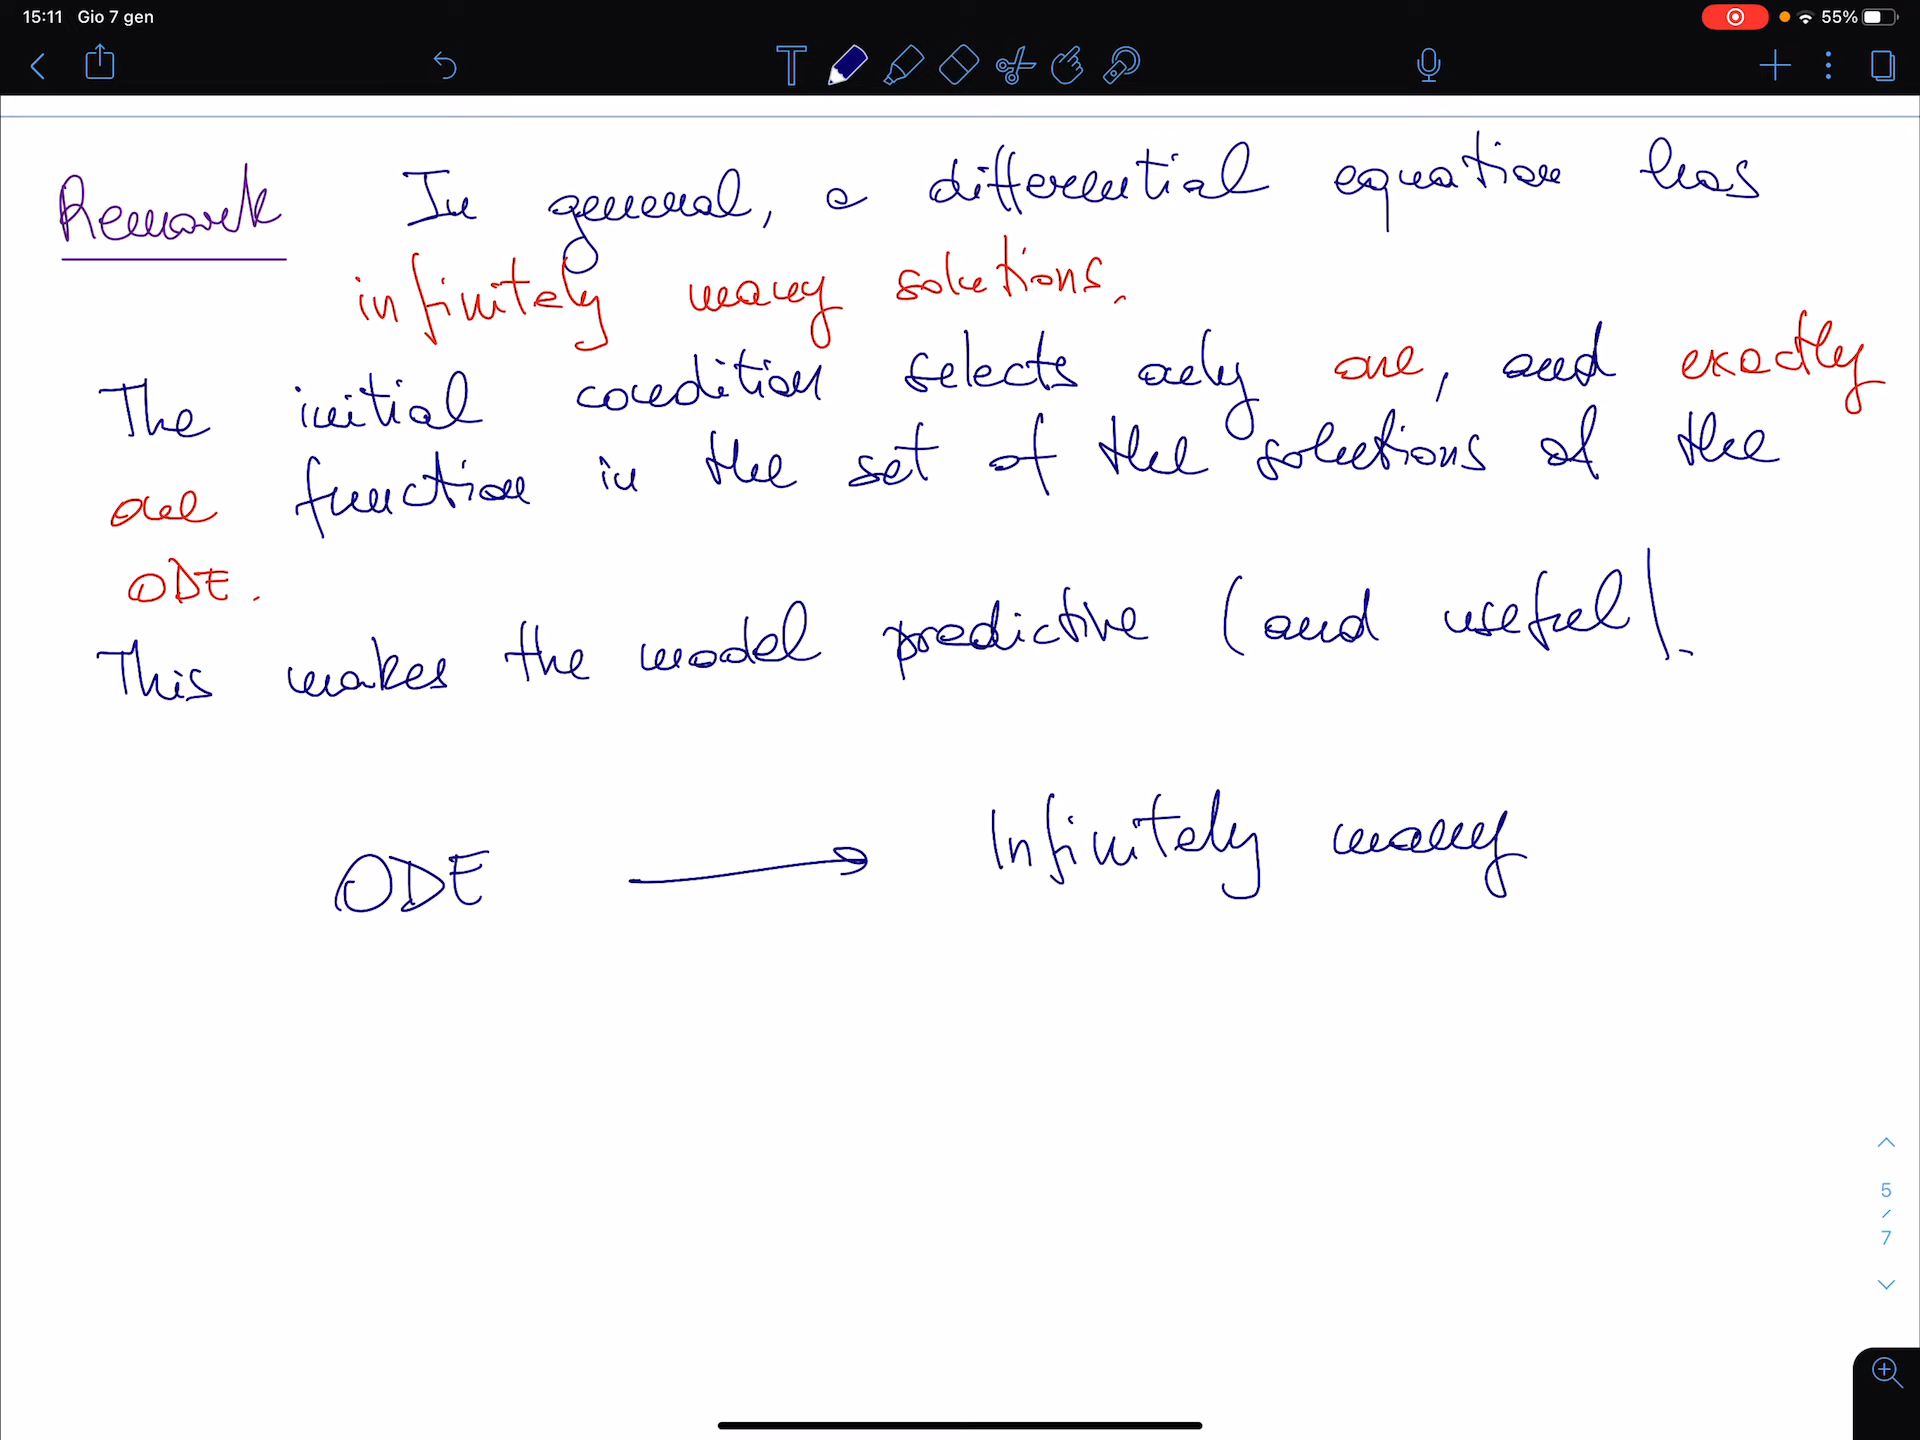 15:11 Gio 7 gen 55%
Remark In general, a differential equation has
infinitely many solutions.
The initial condition selects only one, and exactly
one function in the set of the solutions of the
ODE.
This makes the model predictive (and useful).
ODE → Infinitely many
5
/
7